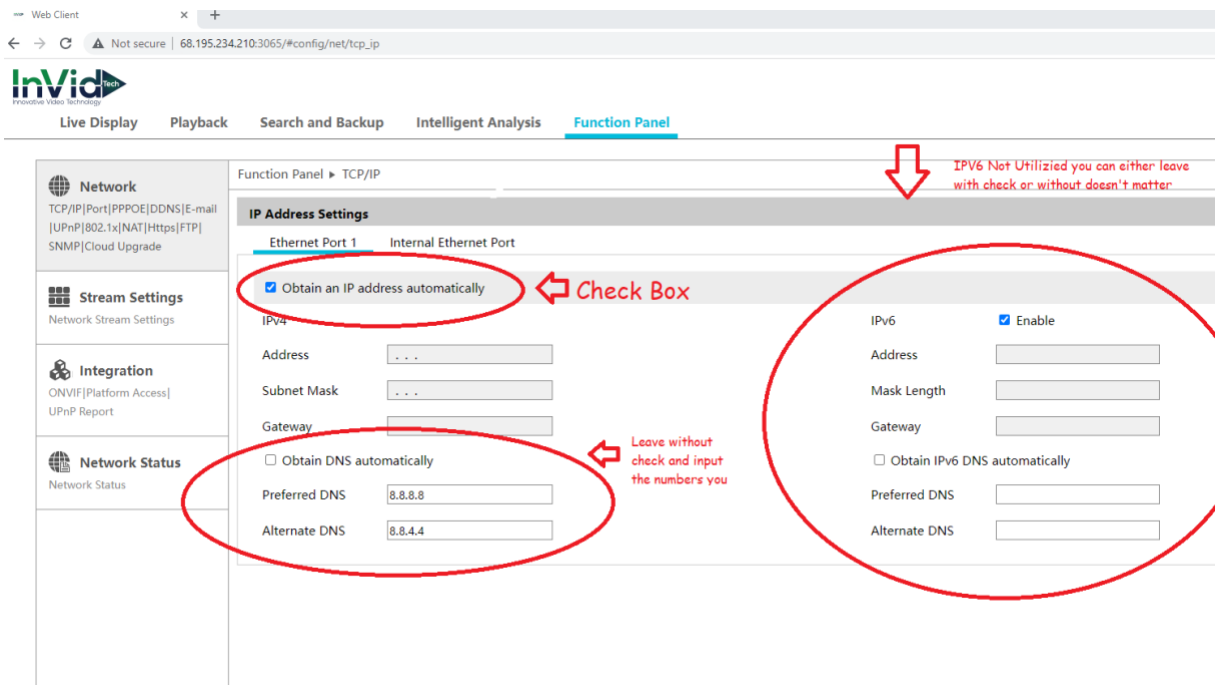 Web Client
Not secure | 68.195.234.210:3065/#config/net/tcp_ip
InVid Tech
Innovative Video Technology
Live Display Playback Search and Backup Intelligent Analysis Function Panel
IPV6 Not Utilizied you can either leave
with check or without doesn't matter
Network
TCP/IP|Port|PPPOE|DDNS|E-mail
|UPnP|802.1x|NAT|Https|FTP|
SNMP|Cloud Upgrade
Stream Settings
Network Stream Settings
Integration
ONVIF|Platform Access|
UPnP Report
Network Status
Network Status
Function Panel ▸ TCP/IP
IP Address Settings
Ethernet Port 1 Internal Ethernet Port
Obtain an IP address automatically
Check Box
IPv4
Address . . .
Subnet Mask . . .
Gateway
Obtain DNS automatically
Preferred DNS 8.8.8.8
Alternate DNS 8.8.4.4
Leave without
check and input
the numbers you
IPv6 Enable
Address
Mask Length
Gateway
Obtain IPv6 DNS automatically
Preferred DNS
Alternate DNS